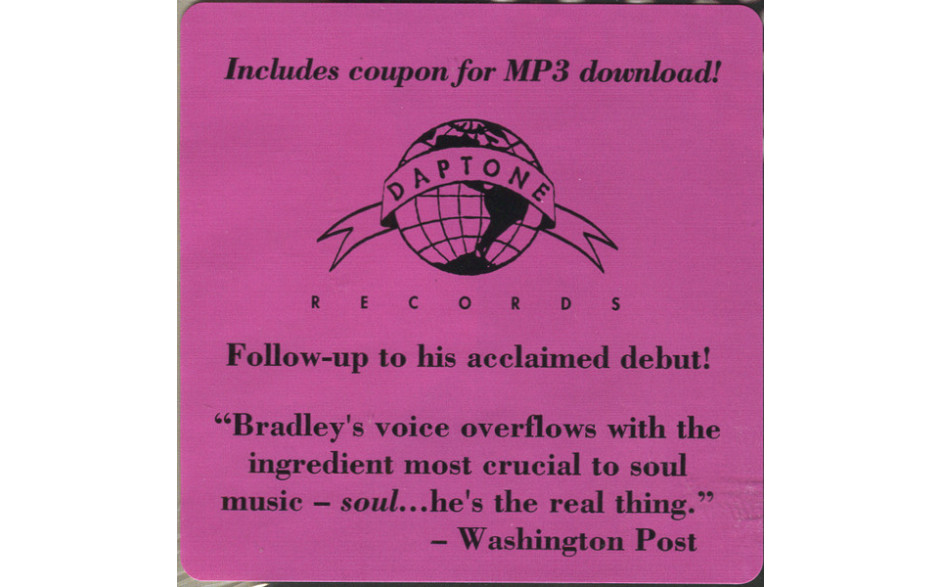 Includes coupon for MP3 download!
DAPTONE
RECORDS
Follow-up to his acclaimed debut!
“Bradley's voice overflows with the
ingredient most crucial to soul
music – soul...he's the real thing.”
– Washington Post